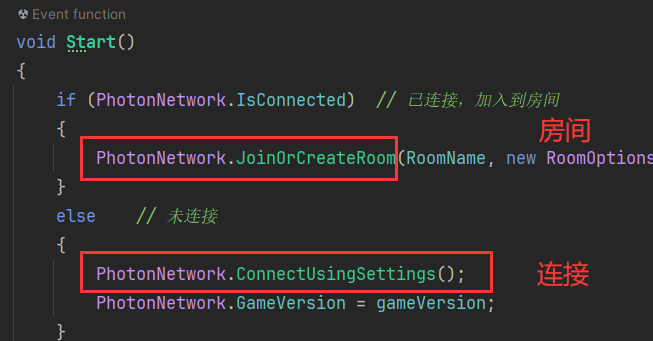 Event function
void Start()
{
if (PhotonNetwork.IsConnected) // 已连接，加入到房间
{
房间
PhotonNetwork.JoinOrCreateRoom(RoomName, new RoomOptions
}
else // 未连接
{
PhotonNetwork.ConnectUsingSettings();
连接
PhotonNetwork.GameVersion = gameVersion;
}